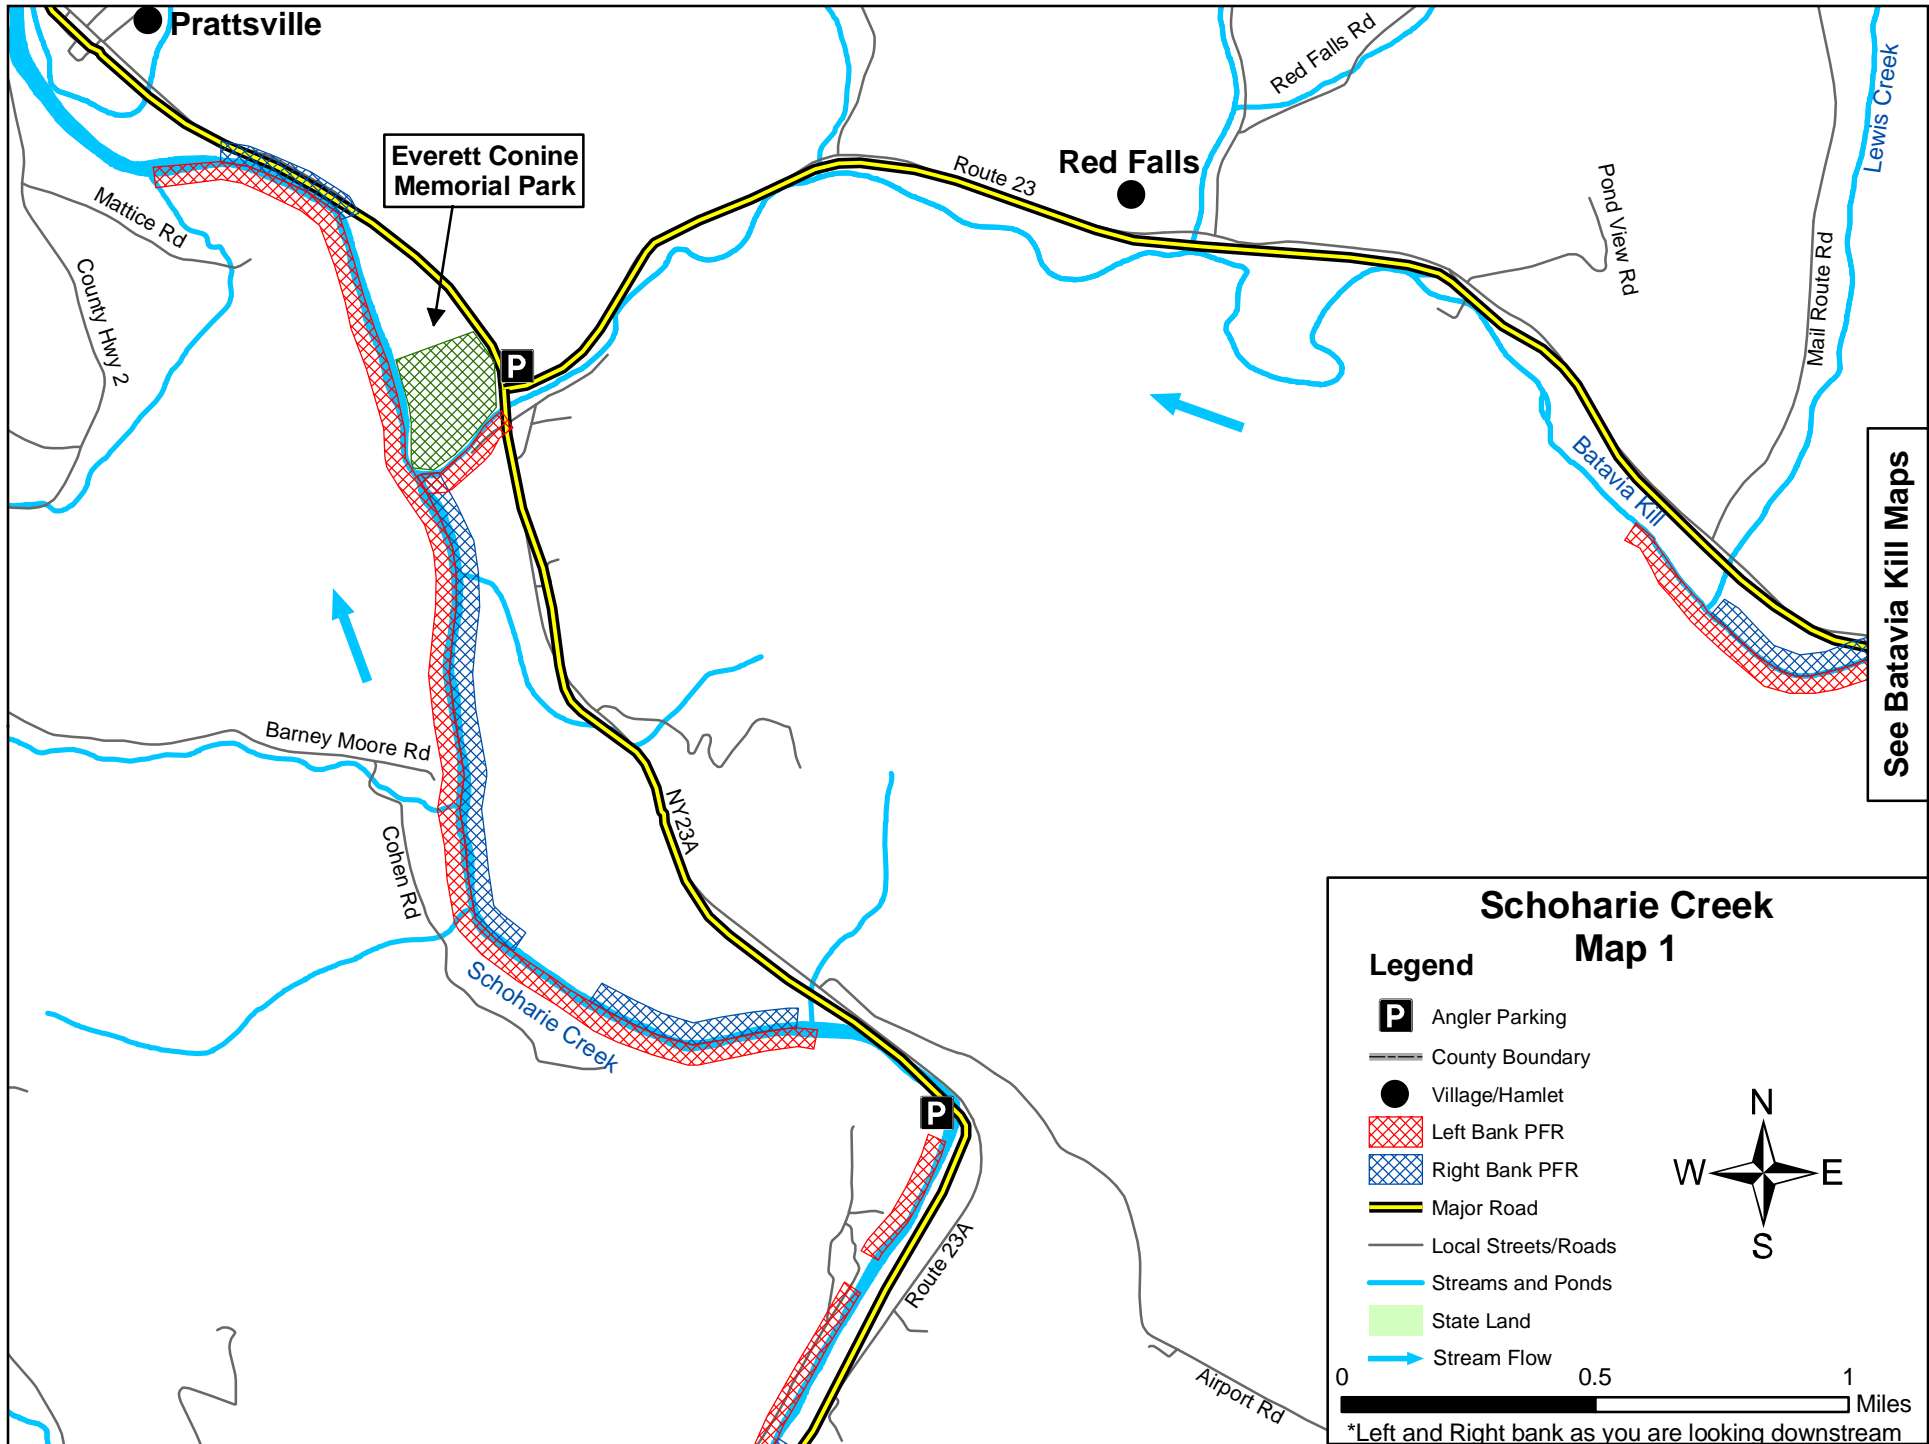 Prattsville
Everett Conine
Memorial Park
Mattice Rd
County Hwy 2
Route 23
Red Falls
Red Falls Rd
Pond View Rd
Mail Route Rd
Lewis Creek
Batavia Kill
See Batavia Kill Maps
Barney Moore Rd
Cohen Rd
NY23A
Schoharie Creek
Route 23A
Airport Rd
P
P
Schoharie Creek
Map 1
Legend
P Angler Parking
County Boundary
Village/Hamlet
Left Bank PFR
Right Bank PFR
Major Road
Local Streets/Roads
Streams and Ponds
State Land
Stream Flow
N
W E
S
0 0.5 1
Miles
*Left and Right bank as you are looking downstream